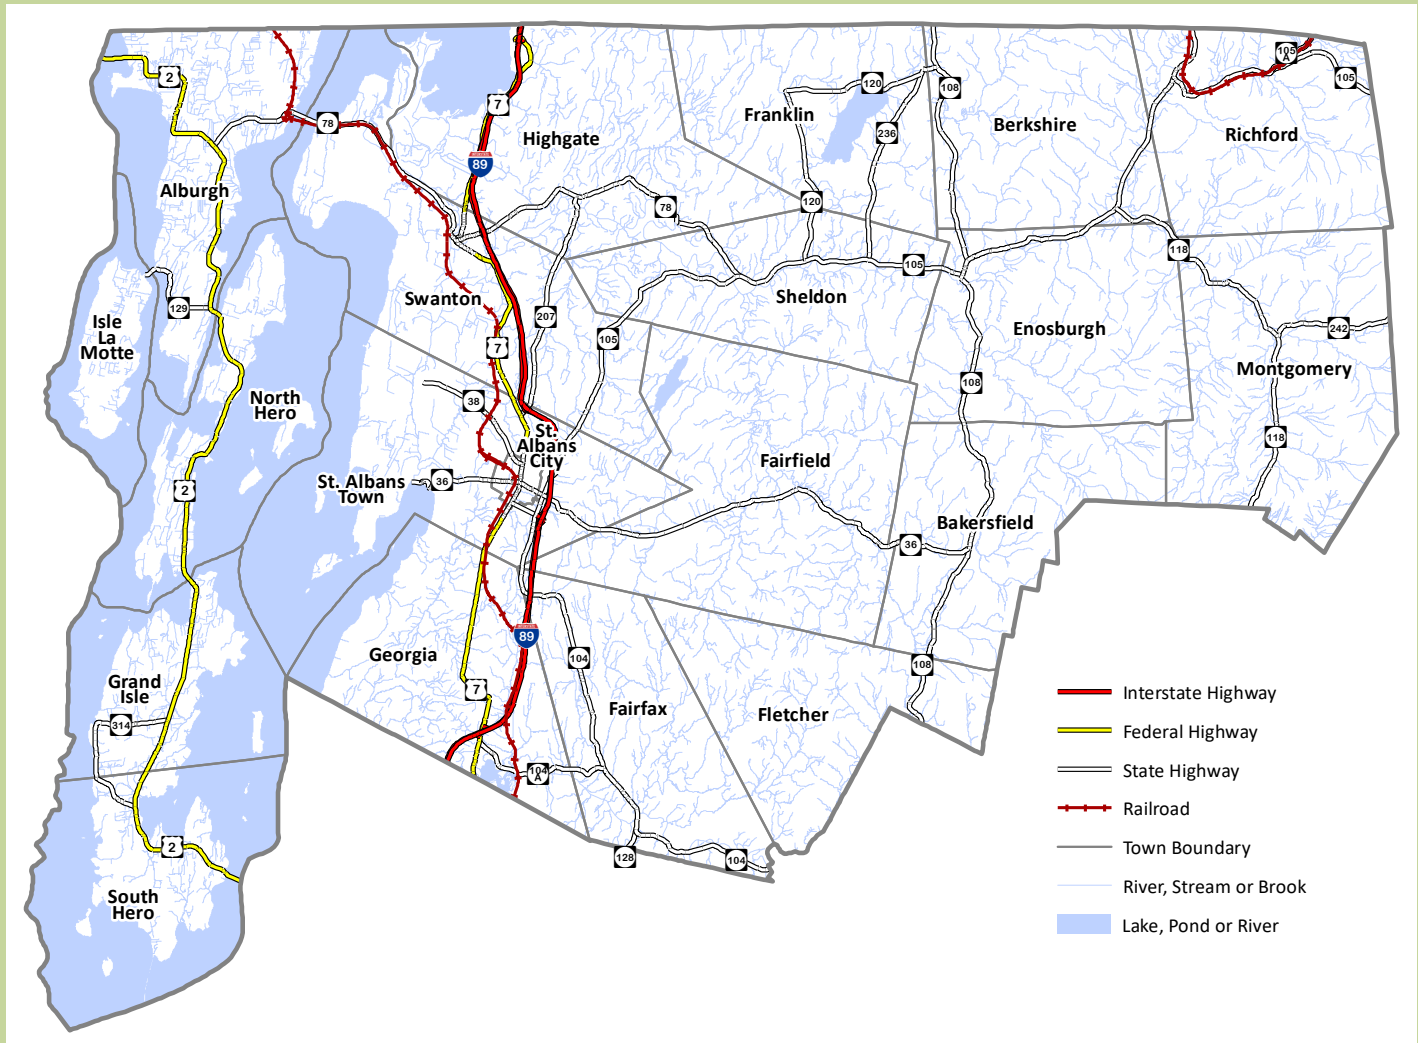 2
78
7
Highgate
89
Franklin
120
108
236
Berkshire
105
A
105
Richford
Alburgh
120
78
118
129
Isle
La
Motte
Swanton
207
105
105
Sheldon
Enosburgh
242
Montgomery
7
North
Hero
38
108
118
St.
Albans
City
St. Albans
Town
36
2
Fairfield
36
Bakersfield
89
Georgia
104
108
Grand
Isle
314
7
Fairfax
Fletcher
104
A
2
128
104
South
Hero
Interstate Highway
Federal Highway
State Highway
Railroad
Town Boundary
River, Stream or Brook
Lake, Pond or River